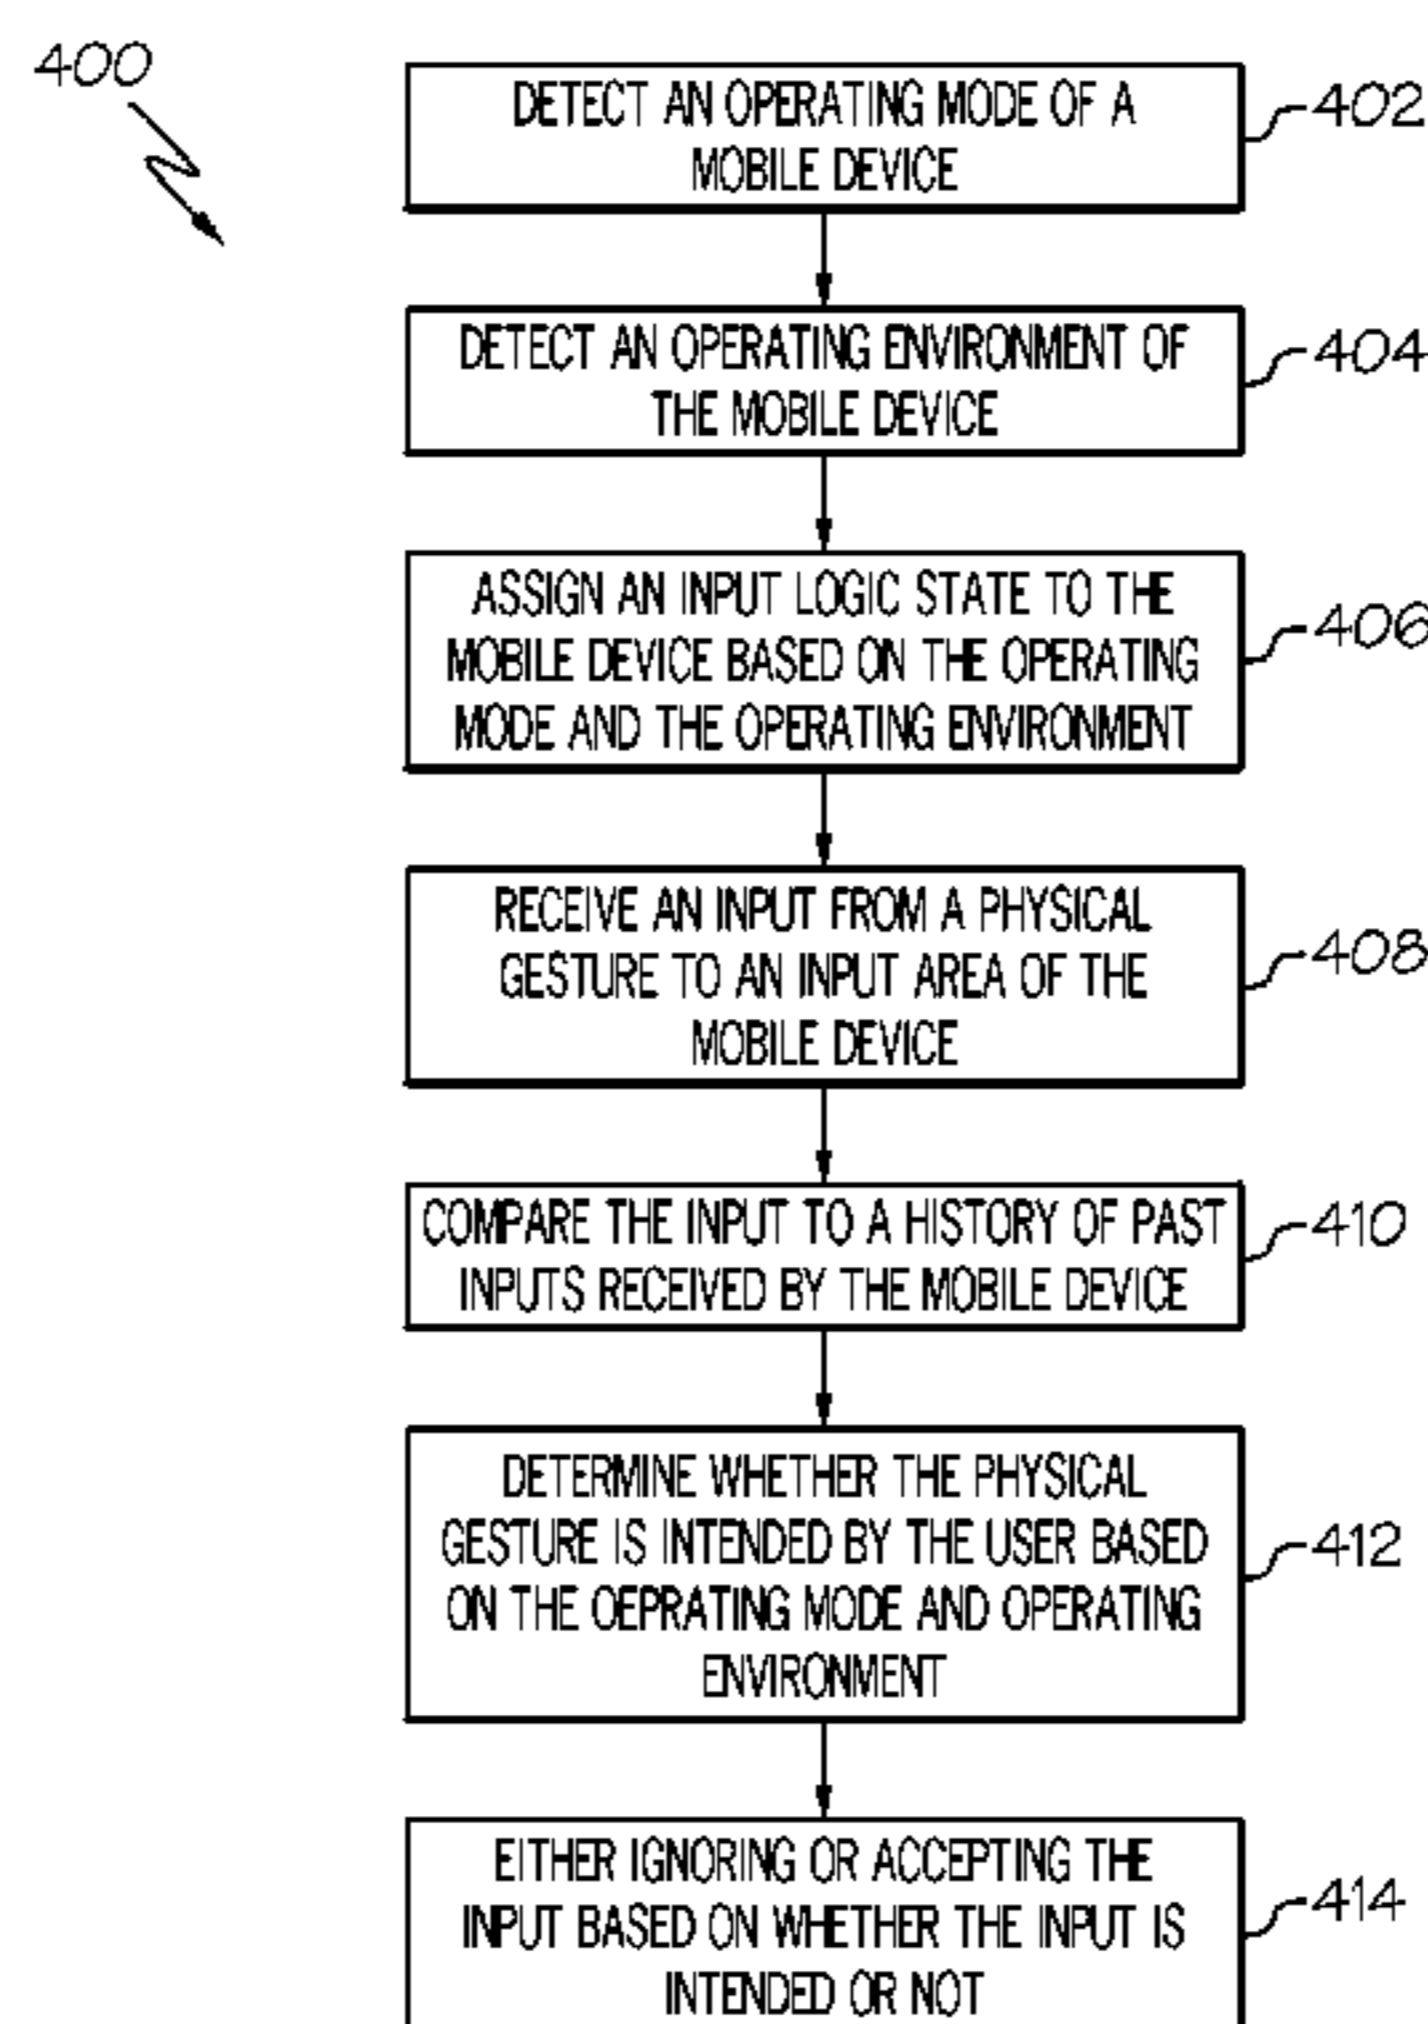 400
DETECT AN OPERATING MODE OF A
MOBILE DEVICE
402
DETECT AN OPERATING ENVIRONMENT OF
THE MOBILE DEVICE
404
ASSIGN AN INPUT LOGIC STATE TO THE
MOBILE DEVICE BASED ON THE OPERATING
MODE AND THE OPERATING ENVIRONMENT
406
RECEIVE AN INPUT FROM A PHYSICAL
GESTURE TO AN INPUT AREA OF THE
MOBILE DEVICE
408
COMPARE THE INPUT TO A HISTORY OF PAST
INPUTS RECEIVED BY THE MOBILE DEVICE
410
DETERMINE WHETHER THE PHYSICAL
GESTURE IS INTENDED BY THE USER BASED
ON THE OEPRATING MODE AND OPERATING
ENVIRONMENT
412
EITHER IGNORING OR ACCEPTING THE
INPUT BASED ON WHETHER THE INPUT IS
INTENDED OR NOT
414